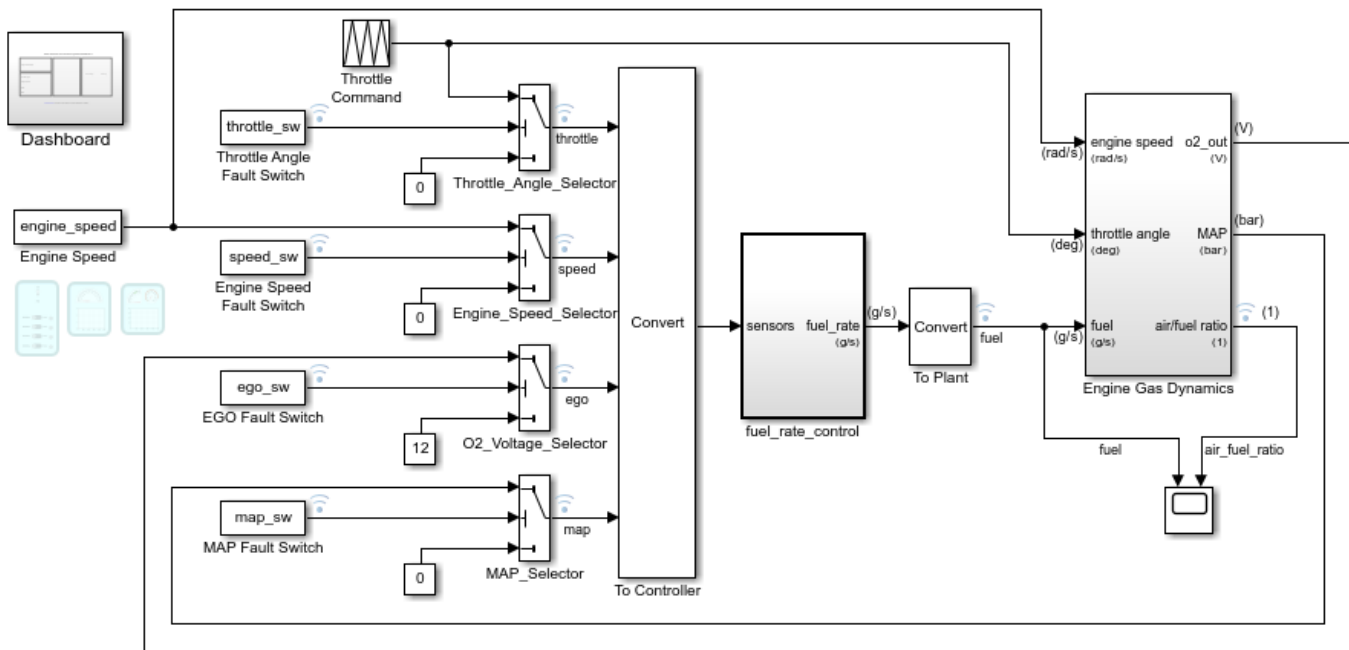 Dashboard
Throttle
Command
throttle_sw
Throttle Angle
Fault Switch
0
throttle
Throttle_Angle_Selector
engine_speed
Engine Speed
speed_sw
Engine Speed
Fault Switch
0
speed
Engine_Speed_Selector
ego_sw
EGO Fault Switch
12
ego
O2_Voltage_Selector
map_sw
MAP Fault Switch
0
map
MAP_Selector
Convert
To Controller
sensors
fuel_rate
(g/s)
fuel_rate_control
(g/s)
Convert
To Plant
fuel
(rad/s)
(deg)
(g/s)
engine speed
(rad/s)
throttle angle
(deg)
fuel
(g/s)
o2_out
(V)
MAP
(bar)
air/fuel ratio
(1)
Engine Gas Dynamics
(V)
(bar)
(1)
fuel
air_fuel_ratio